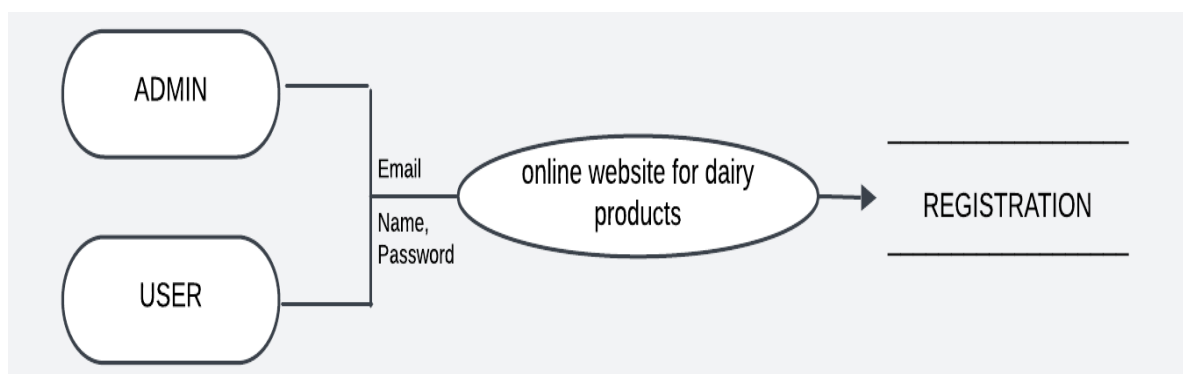 ADMIN
Email
online website for dairy
products
REGISTRATION
Name,
Password
USER